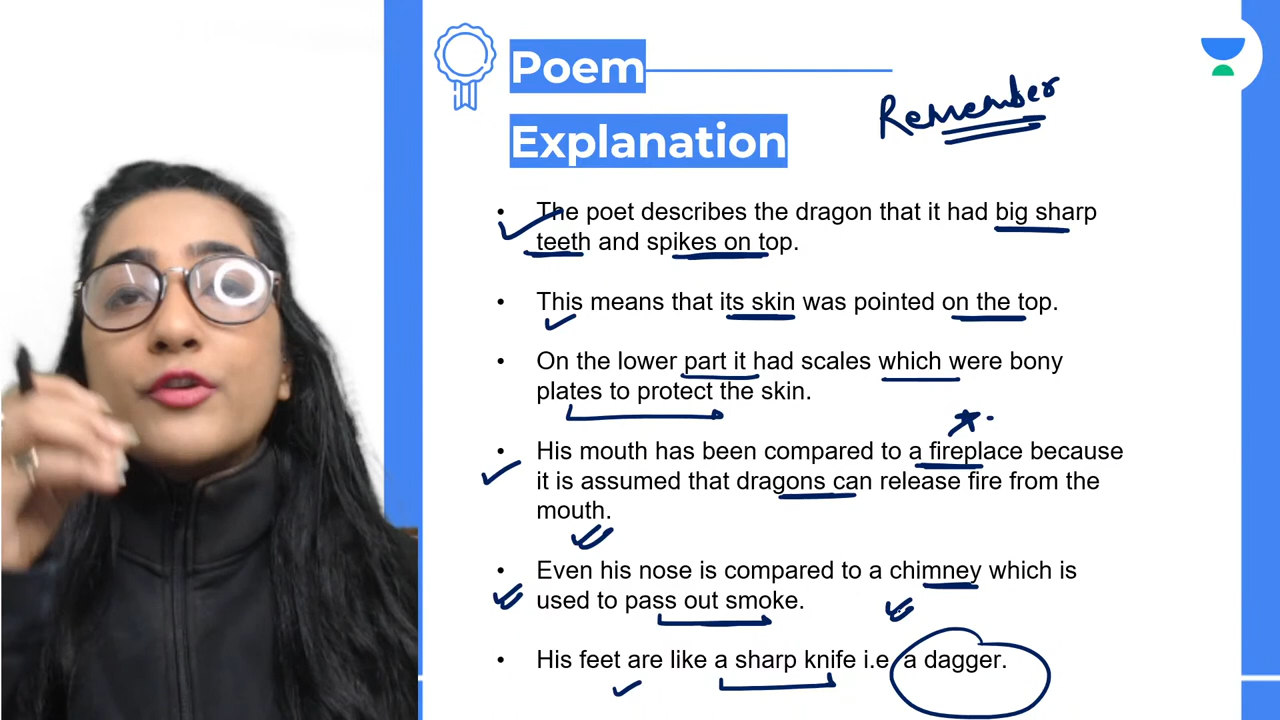 Poem
Explanation
Remember
• The poet describes the dragon that it had big sharp
teeth and spikes on top.
• This means that its skin was pointed on the top.
• On the lower part it had scales which were bony
plates to protect the skin.
• His mouth has been compared to a fireplace because
it is assumed that dragons can release fire from the
mouth.
• Even his nose is compared to a chimney which is
used to pass out smoke.
• His feet are like a sharp knife i.e. a dagger.